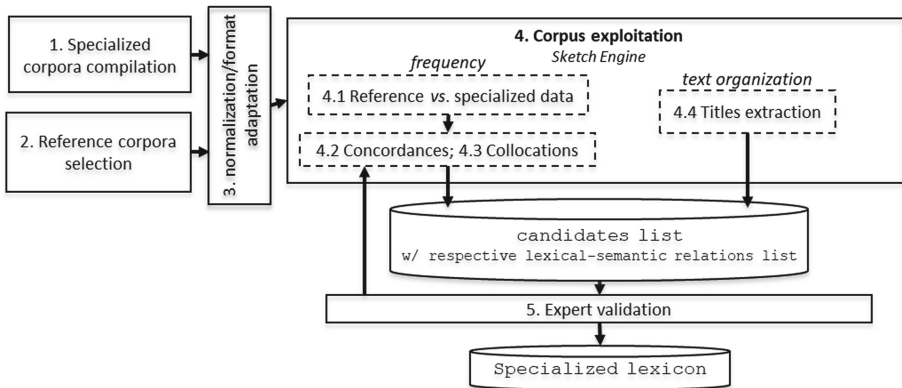 1. Specialized
corpora compilation
2. Reference corpora
selection
3. normalization/format
adaptation
4. Corpus exploitation
Sketch Engine
frequency
4.1 Reference vs. specialized data
4.2 Concordances; 4.3 Collocations
text organization
4.4 Titles extraction
candidates list
w/ respective lexical-semantic relations list
5. Expert validation
Specialized lexicon